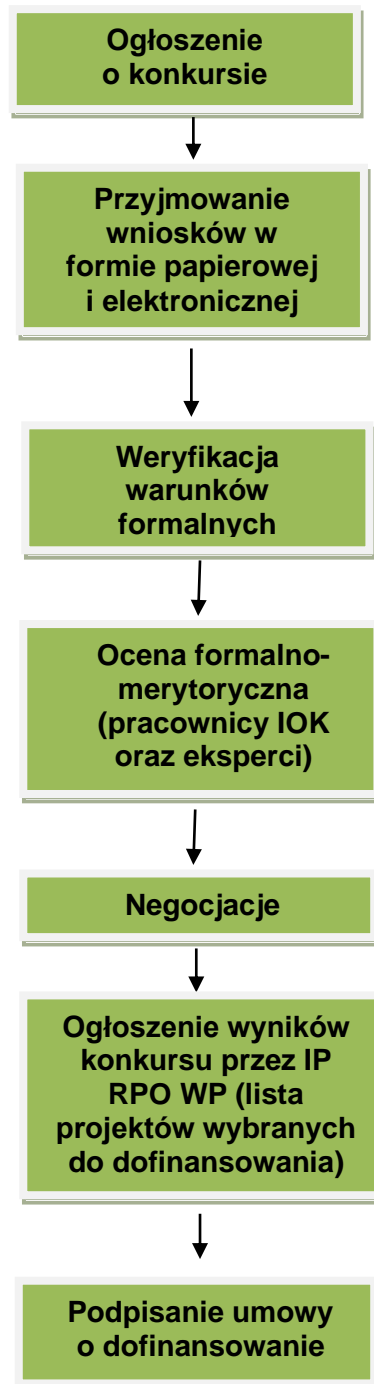 Ogłoszenie
o konkursie
Przyjmowanie
wniosków w
formie papierowej
i elektronicznej
Weryfikacja
warunków
formalnych
Ocena formalno-
merytoryczna
(pracownicy IOK
oraz eksperci)
Negocjacje
Ogłoszenie wyników
konkursu przez IP
RPO WP (lista
projektów wybranych
do dofinansowania)
Podpisanie umowy
o dofinansowanie